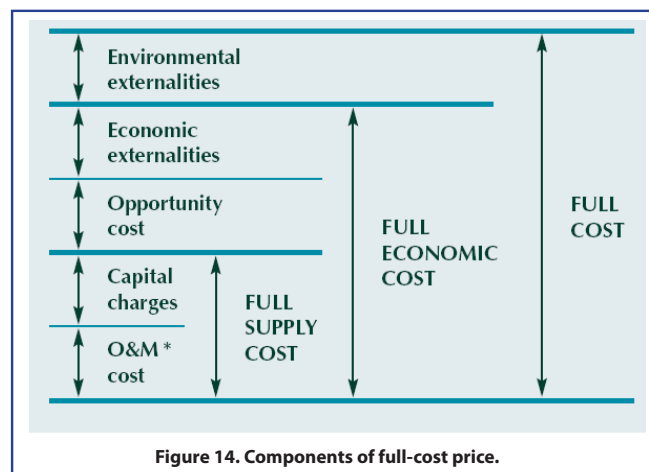 Environmental
externalities
Economic
externalities
Opportunity
cost
Capital
charges
O&M *
cost
FULL
SUPPLY
COST
FULL
ECONOMIC
COST
FULL
COST
Figure 14. Components of full-cost price.